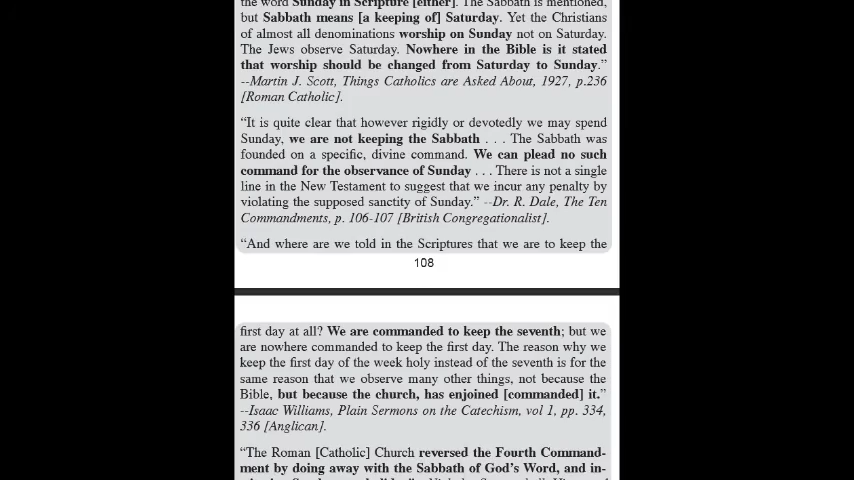 the word Sunday in Scripture [either]. The Sabbath is mentioned,
but Sabbath means [a keeping of] Saturday. Yet the Christians
of almost all denominations worship on Sunday not on Saturday.
The Jews observe Saturday. Nowhere in the Bible is it stated
that worship should be changed from Saturday to Sunday.”
--Martin J. Scott, Things Catholics are Asked About, 1927, p.236
[Roman Catholic].
“It is quite clear that however rigidly or devotedly we may spend
Sunday, we are not keeping the Sabbath . . . The Sabbath was
founded on a specific, divine command. We can plead no such
command for the observance of Sunday . . . There is not a single
line in the New Testament to suggest that we incur any penalty by
violating the supposed sanctity of Sunday.” --Dr. R. Dale, The Ten
Commandments, p. 106-107 [British Congregationalist].
“And where are we told in the Scriptures that we are to keep the
108
first day at all? We are commanded to keep the seventh; but we
are nowhere commanded to keep the first day. The reason why we
keep the first day of the week holy instead of the seventh is for the
same reason that we observe many other things, not because the
Bible, but because the church, has enjoined [commanded] it.”
--Isaac Williams, Plain Sermons on the Catechism, vol 1, pp. 334,
336 [Anglican].
“The Roman [Catholic] Church reversed the Fourth Command-
ment by doing away with the Sabbath of God’s Word, and in-